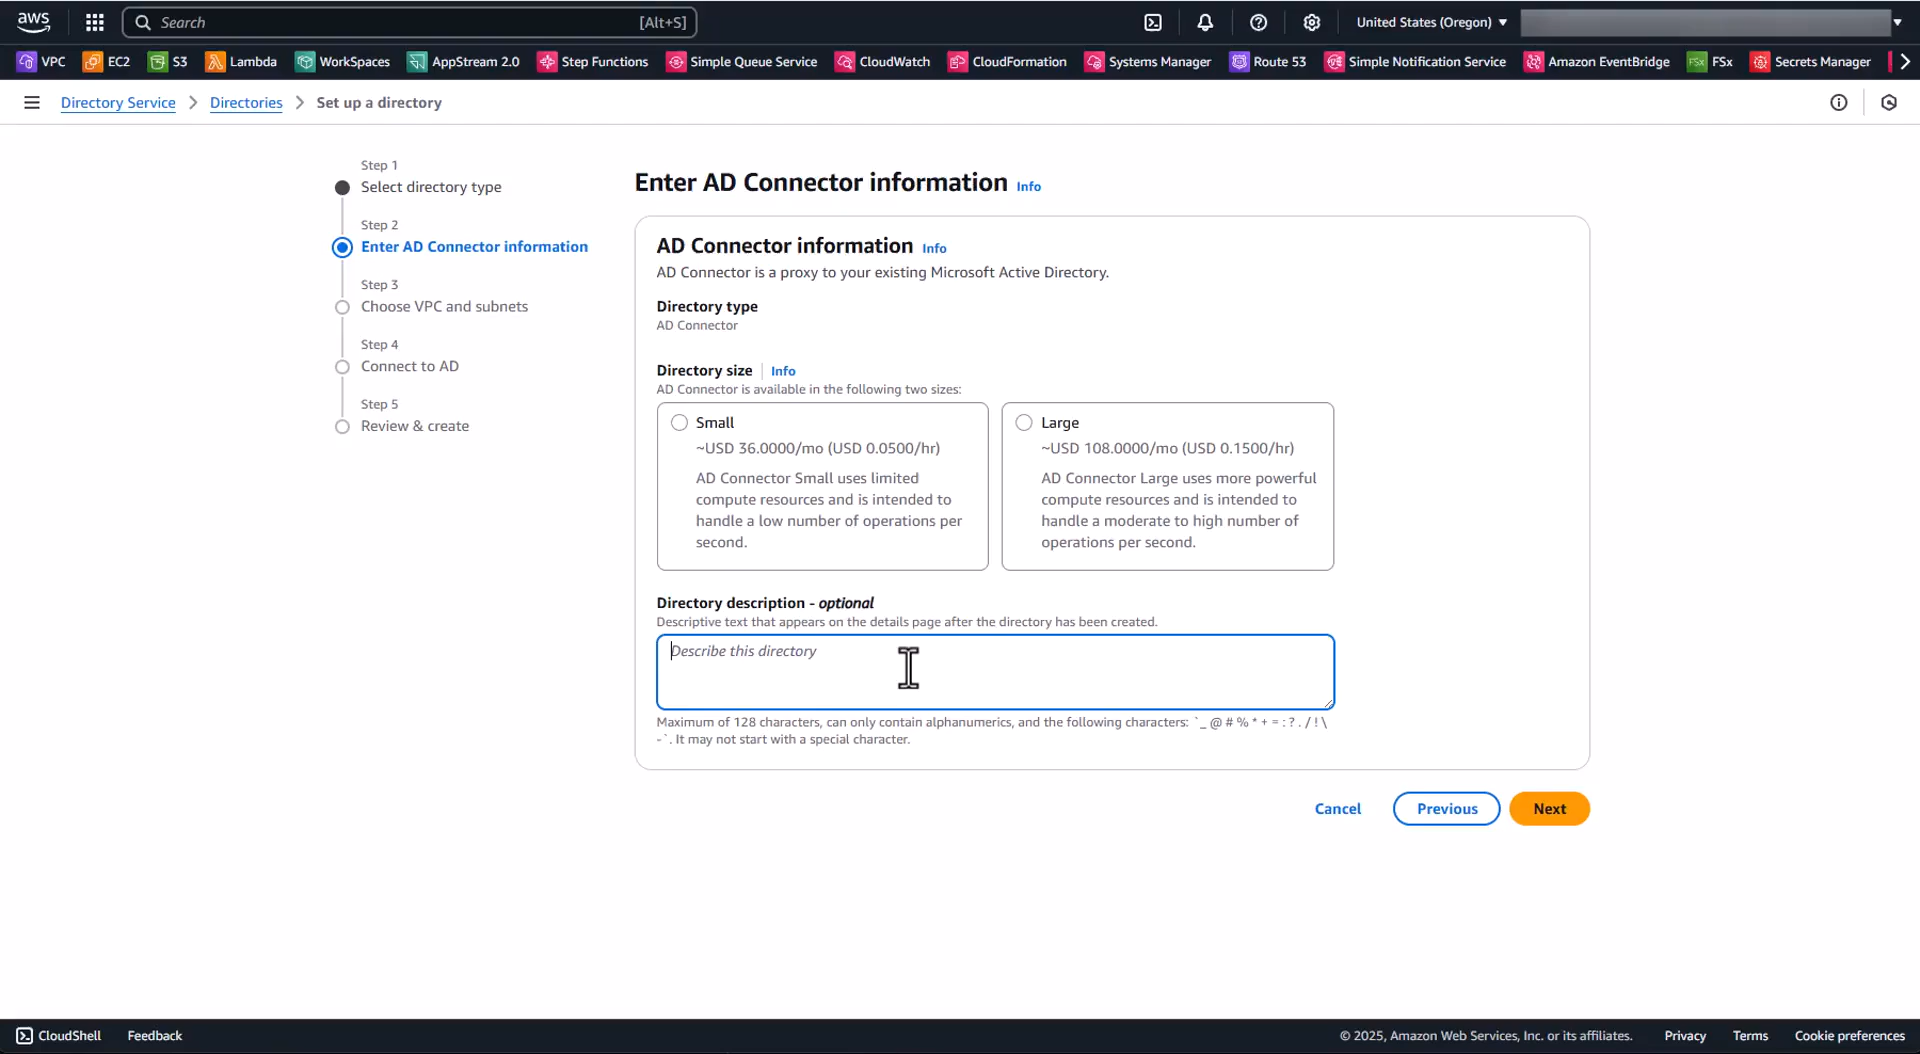 aws
Search [Alt+S]
United States (Oregon)
VPC EC2 S3 Lambda WorkSpaces AppStream 2.0 Step Functions Simple Queue Service CloudWatch CloudFormation Systems Manager Route 53 Simple Notification Service Amazon EventBridge FSx FSx Secrets Manager
Directory Service > Directories > Set up a directory
Step 1
Select directory type
Step 2
Enter AD Connector information
Step 3
Choose VPC and subnets
Step 4
Connect to AD
Step 5
Review & create
Enter AD Connector information Info
AD Connector information Info
AD Connector is a proxy to your existing Microsoft Active Directory.
Directory type
AD Connector
Directory size | Info
AD Connector is available in the following two sizes:
Small
~USD 36.0000/mo (USD 0.0500/hr)
AD Connector Small uses limited
compute resources and is intended to
handle a low number of operations per
second.
Large
~USD 108.0000/mo (USD 0.1500/hr)
AD Connector Large uses more powerful
compute resources and is intended to
handle a moderate to high number of
operations per second.
Directory description - optional
Descriptive text that appears on the details page after the directory has been created.
Describe this directory
Maximum of 128 characters, can only contain alphanumerics, and the following characters: `_ @ # % * + = : ? . / ! \
-`. It may not start with a special character.
Cancel Previous Next
CloudShell Feedback © 2025, Amazon Web Services, Inc. or its affiliates. Privacy Terms Cookie preferences